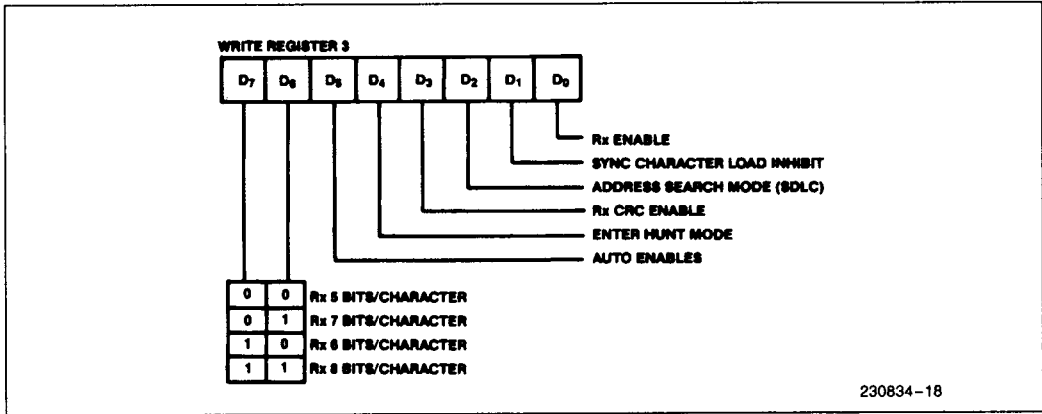 WRITE REGISTER 3
D7 D6 D5 D4 D3 D2 D1 D0
Rx ENABLE
SYNC CHARACTER LOAD INHIBIT
ADDRESS SEARCH MODE (SDLC)
Rx CRC ENABLE
ENTER HUNT MODE
AUTO ENABLES
0 0 Rx 5 BITS/CHARACTER
0 1 Rx 7 BITS/CHARACTER
1 0 Rx 6 BITS/CHARACTER
1 1 Rx 8 BITS/CHARACTER
230834-18